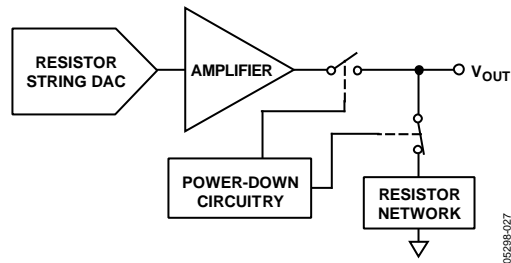 RESISTOR
STRING DAC
AMPLIFIER
VOUT
POWER-DOWN
CIRCUITRY
RESISTOR
NETWORK
05298-027